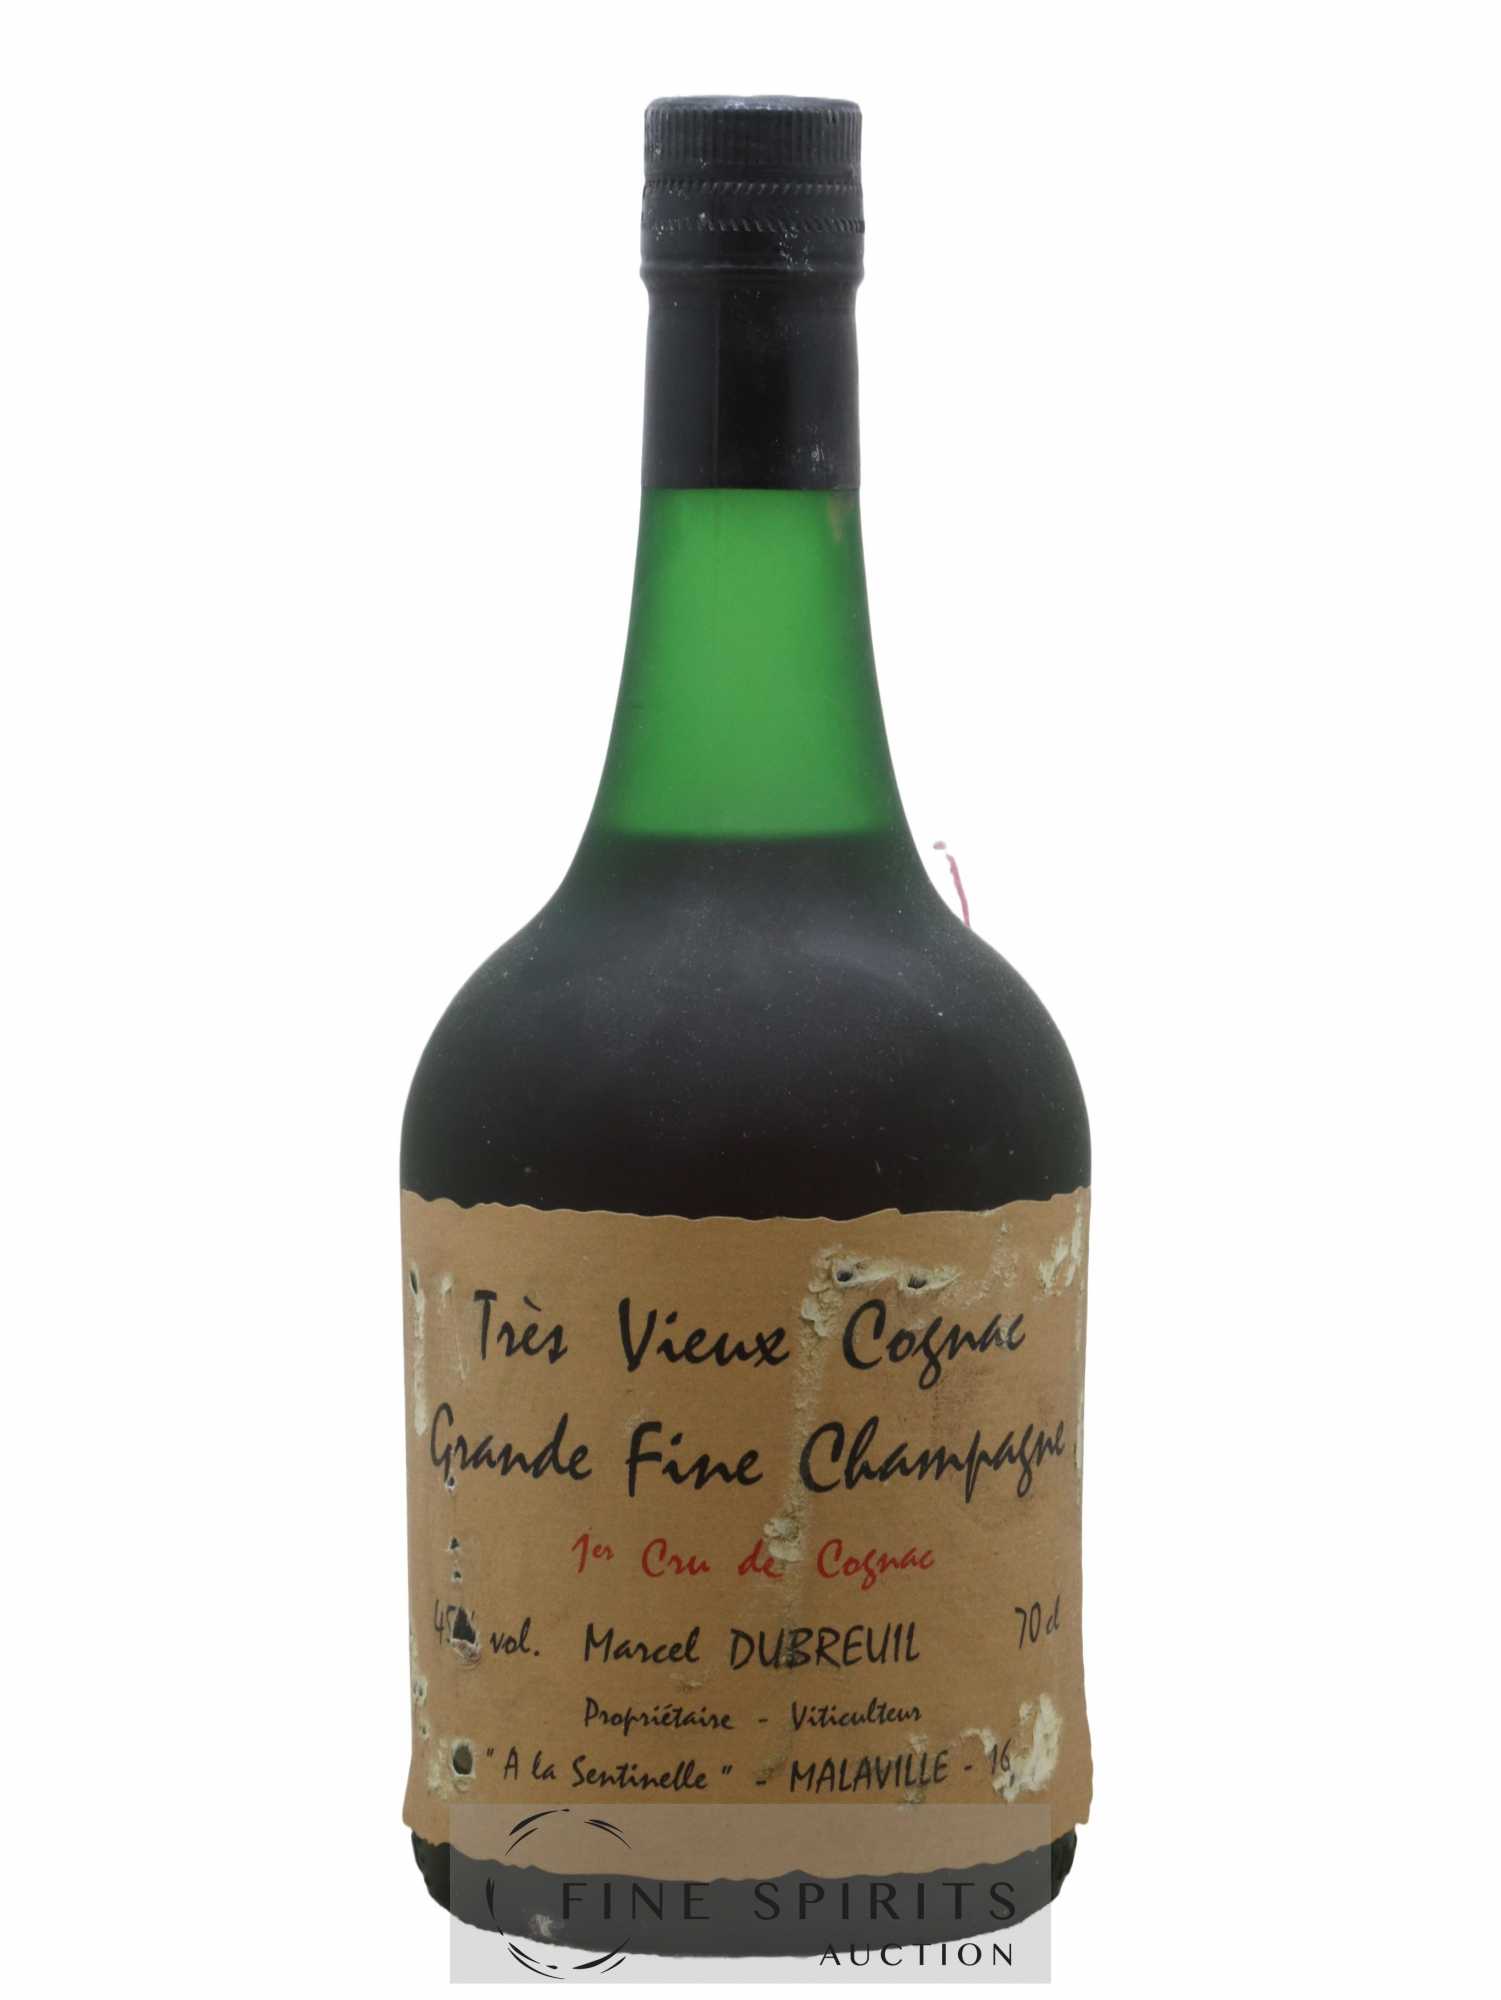 Très Vieux Cognac
Grande Fine Champagne
1er Cru de Cognac
vol. Marcel DUBREUIL 70 cl
Propriétaire - Viticulteur
"A la Sentinelle" - MALAVILLE - 16
FINE SPIRITS
AUCTION